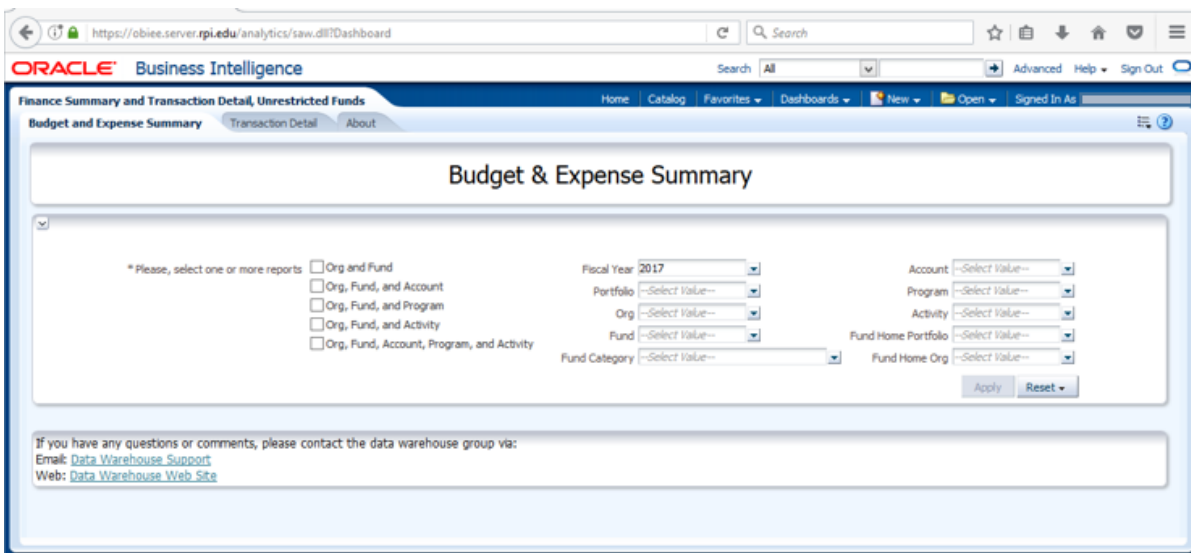 https://obiee.server.rpi.edu/analytics/saw.dll?Dashboard
Search
ORACLE Business Intelligence
Search All Advanced Help Sign Out
Finance Summary and Transaction Detail, Unrestricted Funds
Home Catalog Favorites Dashboards New Open Signed In As
Budget and Expense Summary Transaction Detail About
Budget & Expense Summary
* Please, select one or more reports
Org and Fund
Org, Fund, and Account
Org, Fund, and Program
Org, Fund, and Activity
Org, Fund, Account, Program, and Activity
Fiscal Year 2017
Portfolio --Select Value--
Org --Select Value--
Fund --Select Value--
Fund Category --Select Value--
Account --Select Value--
Program --Select Value--
Activity --Select Value--
Fund Home Portfolio --Select Value--
Fund Home Org --Select Value--
Apply Reset
If you have any questions or comments, please contact the data warehouse group via:
Email: Data Warehouse Support
Web: Data Warehouse Web Site